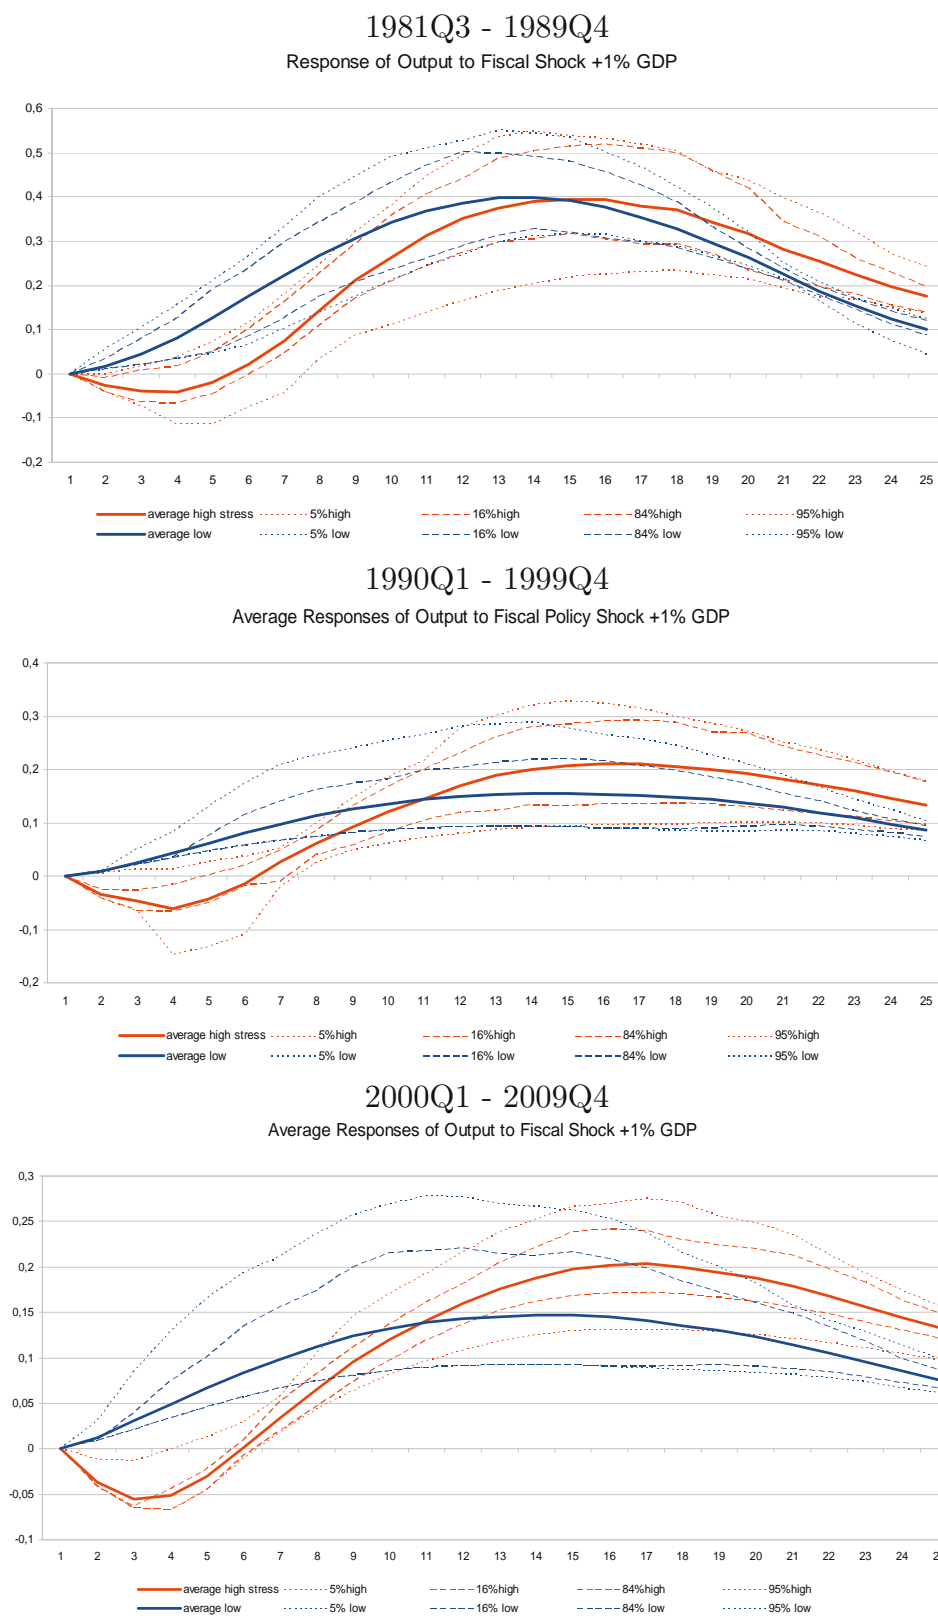 1981Q3 - 1989Q4
Response of Output to Fiscal Shock +1% GDP
0,6
0,5
0,4
0,3
0,2
0,1
0
-0,1
-0,2
1 2 3 4 5 6 7 8 9 10 11 12 13 14 15 16 17 18 19 20 21 22 23 24 25
average high stress 5%high 16%high 84%high 95%high
average low 5% low 16% low 84% low 95% low
1990Q1 - 1999Q4
Average Responses of Output to Fiscal Policy Shock +1% GDP
0,4
0,3
0,2
0,1
0
-0,1
-0,2
1 2 3 4 5 6 7 8 9 10 11 12 13 14 15 16 17 18 19 20 21 22 23 24 25
average high stress 5%high 16%high 84%high 95%high
average low 5% low 16% low 84% low 95% low
2000Q1 - 2009Q4
Average Responses of Output to Fiscal Shock +1% GDP
0,3
0,25
0,2
0,15
0,1
0,05
0
-0,05
-0,1
1 2 3 4 5 6 7 8 9 10 11 12 13 14 15 16 17 18 19 20 21 22 23 24
average high stress 5%high 16%high 84%high 95%high
average low 5% low 16% low 84% low 95% low